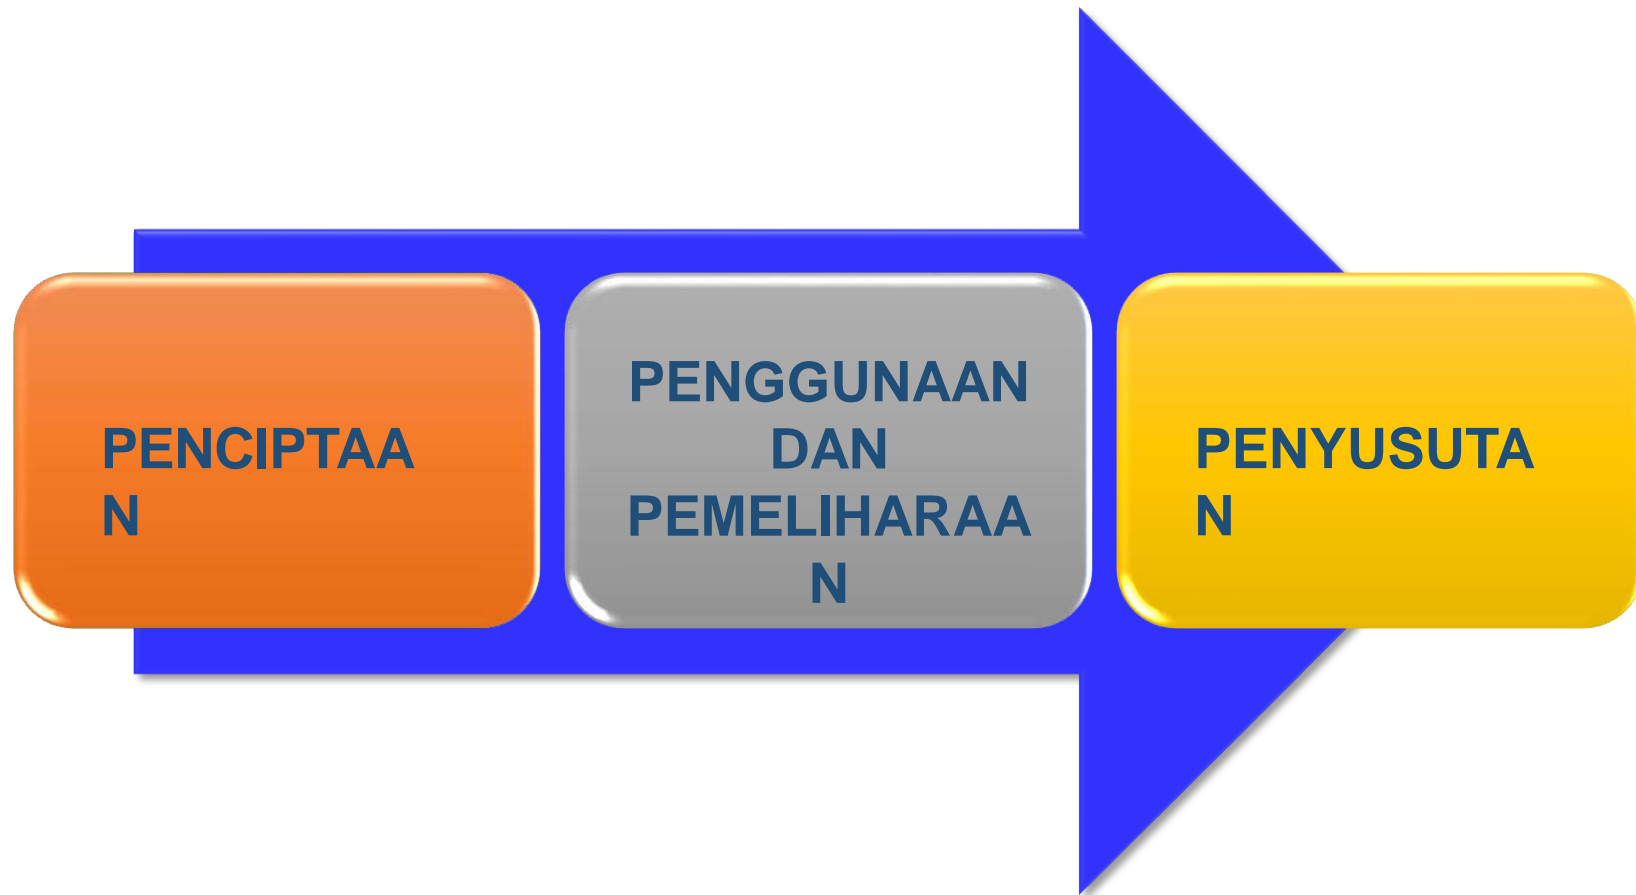 PENCIPTAA
N
PENGGUNAAN
DAN
PEMELIHARAA
N
PENYUSUTA
N